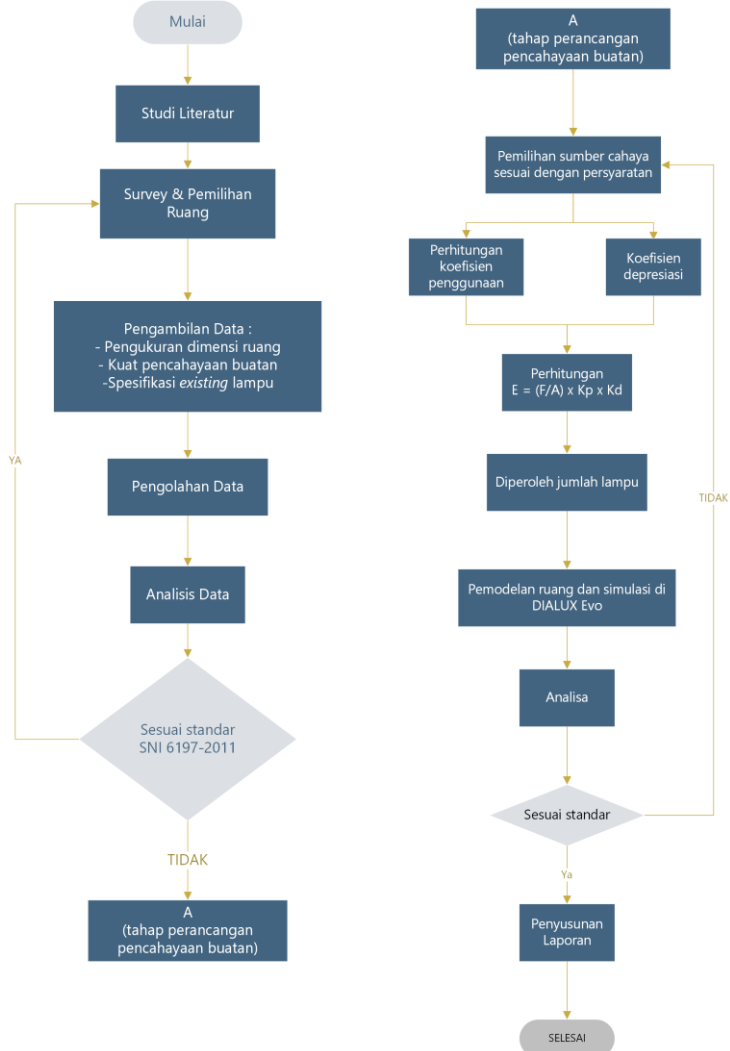 Mulai
Studi Literatur
Survey & Pemilihan
Ruang
Pengambilan Data :
- Pengukuran dimensi ruang
- Kuat pencahayaan buatan
-Spesifikasi existing lampu
YA
Pengolahan Data
Analisis Data
Sesuai standar
SNI 6197-2011
TIDAK
A
(tahap perancangan
pencahayaan buatan)
A
(tahap perancangan
pencahayaan buatan)
Pemilihan sumber cahaya
sesuai dengan persyaratan
Perhitungan
koefisien
penggunaan
Koefisien
depresiasi
Perhitungan
E = (F/A) x Kp x Kd
Diperoleh jumlah lampu
TIDAK
Pemodelan ruang dan simulasi di
DIALUX Evo
Analisa
Sesuai standar
Ya
Penyusunan
Laporan
SELESAI